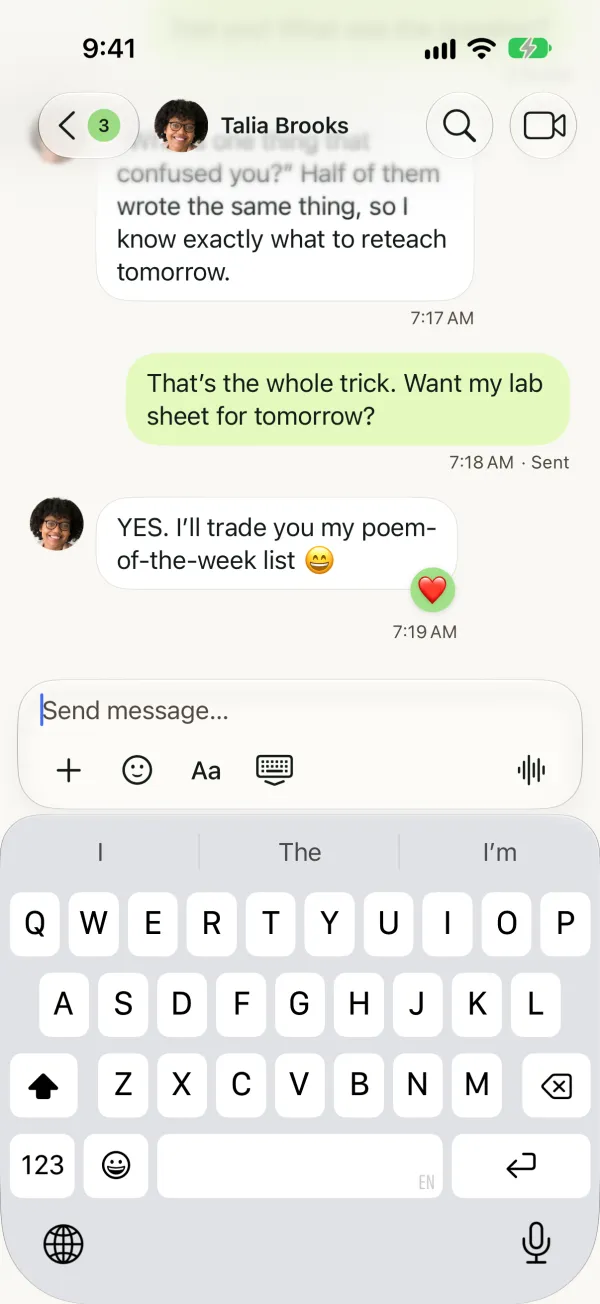 9:41
3
Talia Brooks
one thing that
confused you?” Half of them
wrote the same thing, so I
know exactly what to reteach
tomorrow.
7:17 AM
That’s the whole trick. Want my lab
sheet for tomorrow?
7:18 AM · Sent
YES. I’ll trade you my poem-
of-the-week list 😄
❤️
7:19 AM
Send message...
Aa
I The I’m
Q W E R T Y U I O P
A S D F G H J K L
Z X C V B N M
123
EN